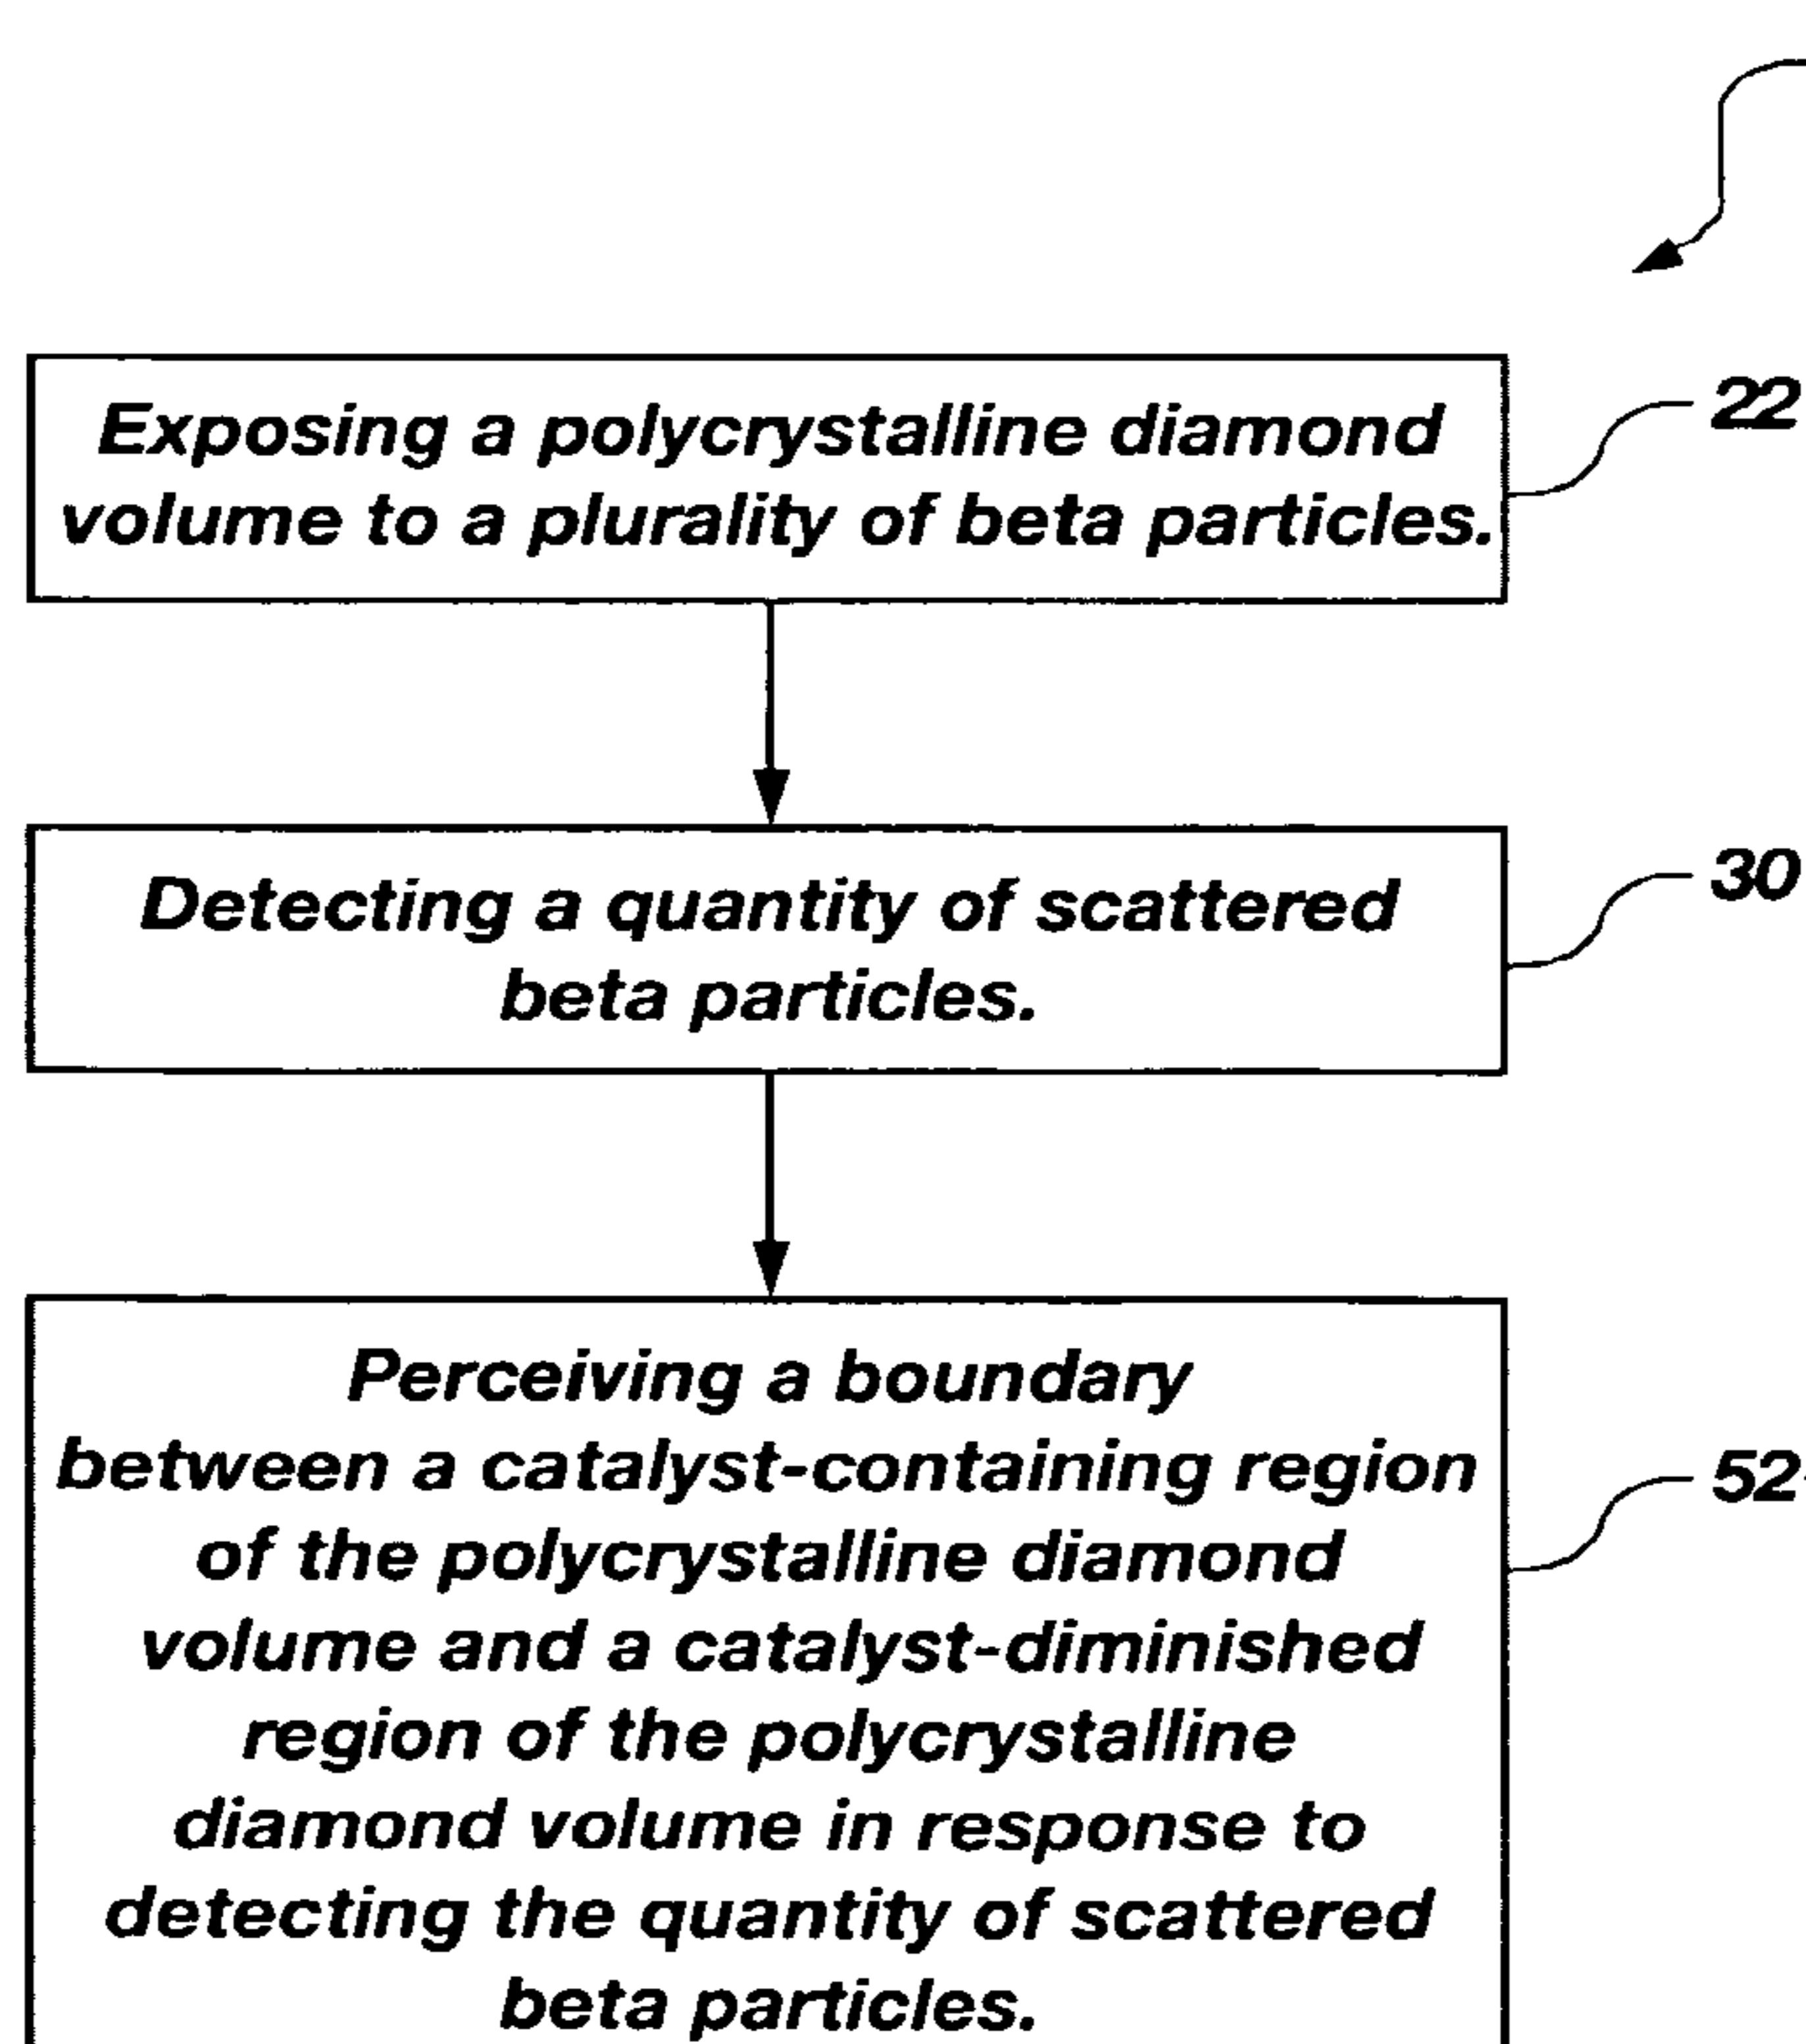 Exposing a polycrystalline diamond
volume to a plurality of beta particles.
22
Detecting a quantity of scattered
beta particles.
30
Perceiving a boundary
between a catalyst-containing region
of the polycrystalline diamond
volume and a catalyst-diminished
region of the polycrystalline
diamond volume in response to
detecting the quantity of scattered
beta particles.
52